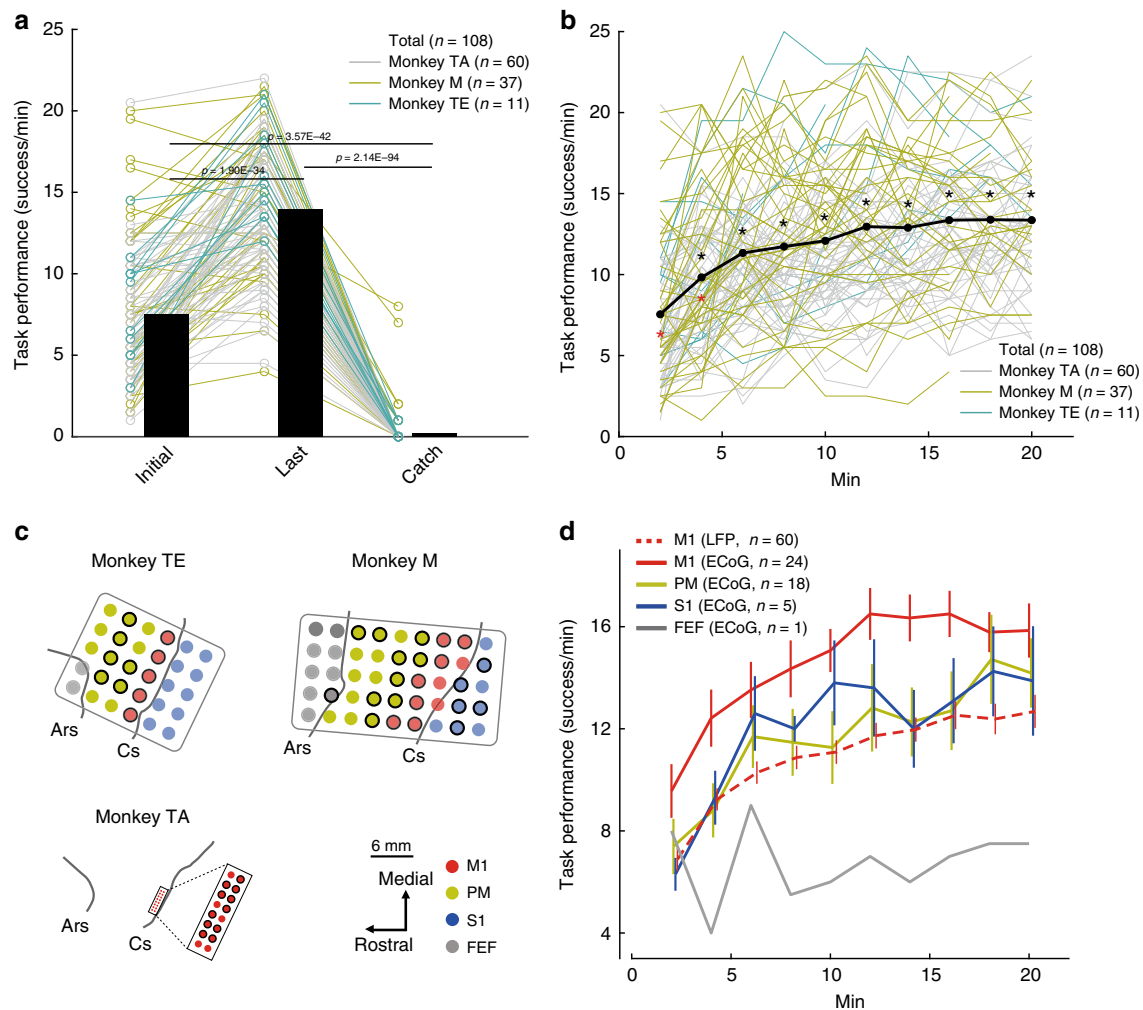 a
Task performance (success/min)
25
20
15
10
5
0
Total (n = 108)
Monkey TA (n = 60)
Monkey M (n = 37)
Monkey TE (n = 11)
p = 3.57E–42
p = 2.14E–94
p = 1.90E–34
Initial
Last
Catch
b
Task performance (success/min)
25
20
15
10
5
0
* * * * * * * * *
* *
Total (n = 108)
Monkey TA (n = 60)
Monkey M (n = 37)
Monkey TE (n = 11)
0 5 10 15 20
Min
c
Monkey TE
Ars
Cs
Monkey M
Ars
Cs
Monkey TA
Ars
Cs
6 mm
Medial
Rostral
M1
PM
S1
FEF
d
M1 (LFP, n = 60)
M1 (ECoG, n = 24)
PM (ECoG, n = 18)
S1 (ECoG, n = 5)
FEF (ECoG, n = 1)
Task performance (success/min)
16
12
8
4
0 5 10 15 20
Min